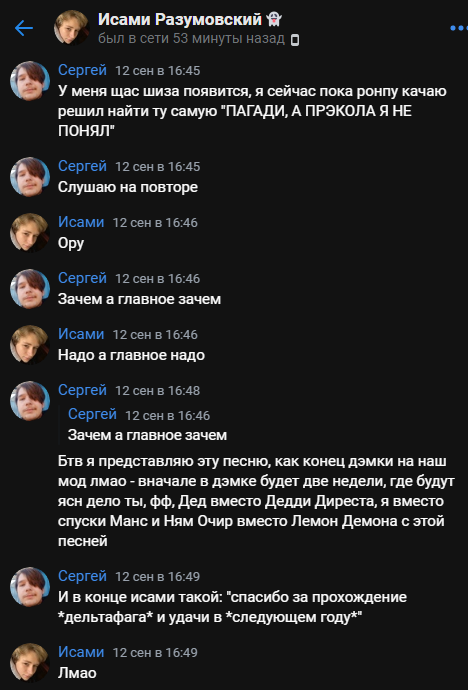 Исами Разумовский 👻
был в сети 53 минуты назад
Сергей 12 сен в 16:45
У меня щас шиза появится, я сейчас пока ронпу качаю
решил найти ту самую "ПАГАДИ, А ПРЭКОЛА Я НЕ
ПОНЯЛ"
Сергей 12 сен в 16:45
Слушаю на повторе
Исами 12 сен в 16:46
Ору
Сергей 12 сен в 16:46
Зачем а главное зачем
Исами 12 сен в 16:46
Надо а главное надо
Сергей 12 сен в 16:48
Сергей 12 сен в 16:46
Зачем а главное зачем
Бтв я представляю эту песню, как конец дэмки на наш
мод лмао - вначале в дэмке будет две недели, где будут
ясн дело ты, фф, Дед вместо Дедди Диреста, я вместо
спуски Манс и Ням Очир вместо Лемон Демона с этой
песней
Сергей 12 сен в 16:49
И в конце исами такой: "спасибо за прохождение
*дельтафага* и удачи в *следующем году*"
Исами 12 сен в 16:49
Лмао